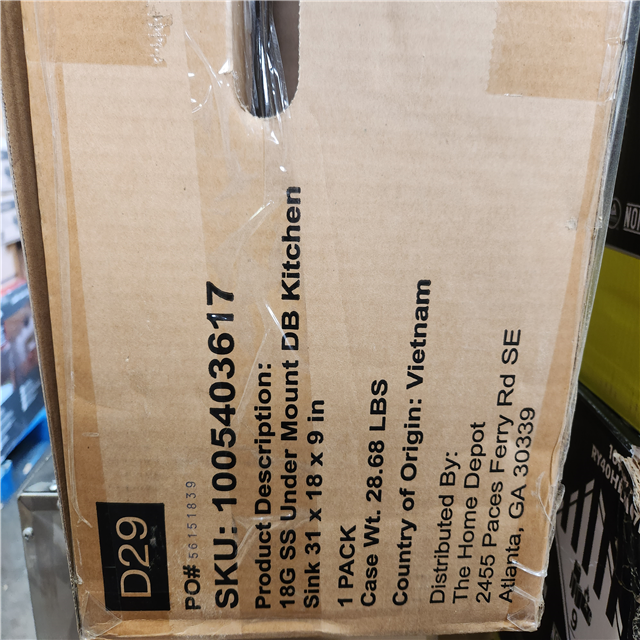 D29
PO# 56151839
SKU: 1005403617
Product Description:
18G SS Under Mount DB Kitchen
Sink 31 x 18 x 9 in
1 PACK
Case Wt. 28.68 LBS
Country of Origin: Vietnam
Distributed By:
The Home Depot
2455 Paces Ferry Rd SE
Atlanta, GA 30339